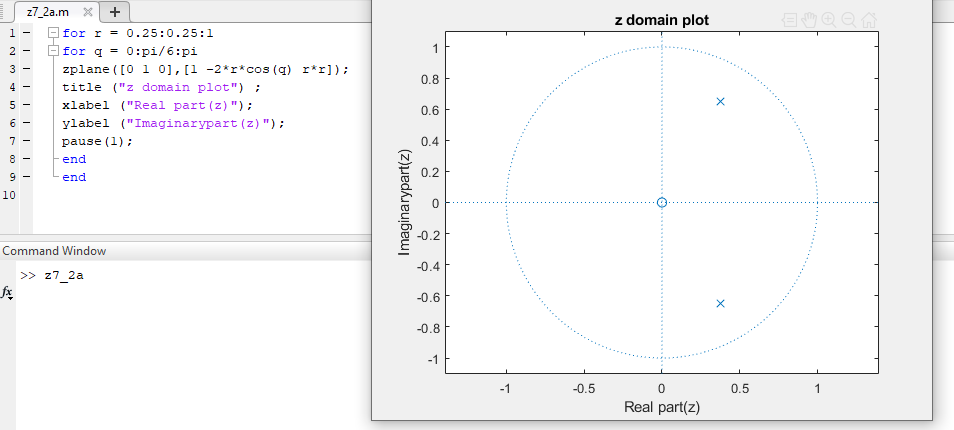 z7_2a.m
1 for r = 0.25:0.25:1
2 for q = 0:pi/6:pi
3 zplane([0 1 0],[1 -2*r*cos(q) r*r]);
4 title ("z domain plot") ;
5 xlabel ("Real part(z)");
6 ylabel ("Imaginarypart(z)");
7 pause(1);
8 end
9 end
10
Command Window
>> z7_2a
fx
z domain plot
Imaginarypart(z)
1
0.8
0.6
0.4
0.2
0
-0.2
-0.4
-0.6
-0.8
-1
-1 -0.5 0 0.5 1
Real part(z)